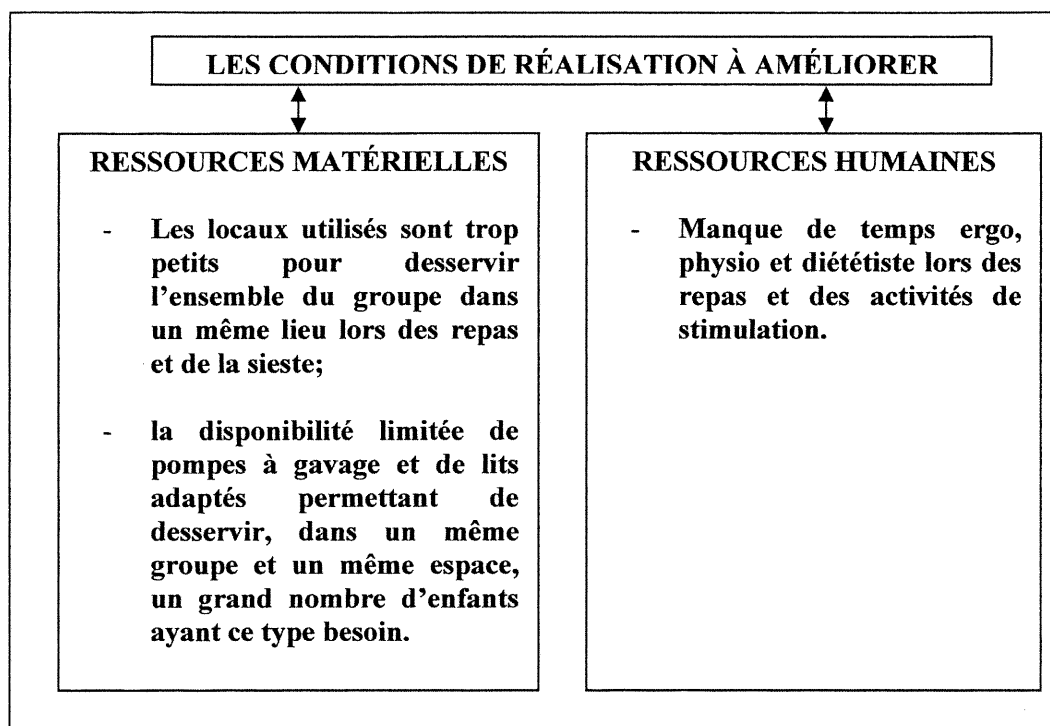 LES CONDITIONS DE RÉALISATION À AMÉLIORER
RESSOURCES MATÉRIELLES
- Les locaux utilisés sont trop
petits pour desservir
l'ensemble du groupe dans
un même lieu lors des repas
et de la sieste;
- la disponibilité limitée de
pompes à gavage et de lits
adaptés permettant de
desservir, dans un même
groupe et un même espace,
un grand nombre d'enfants
ayant ce type besoin.
RESSOURCES HUMAINES
- Manque de temps ergo,
physio et diététiste lors des
repas et des activités de
stimulation.